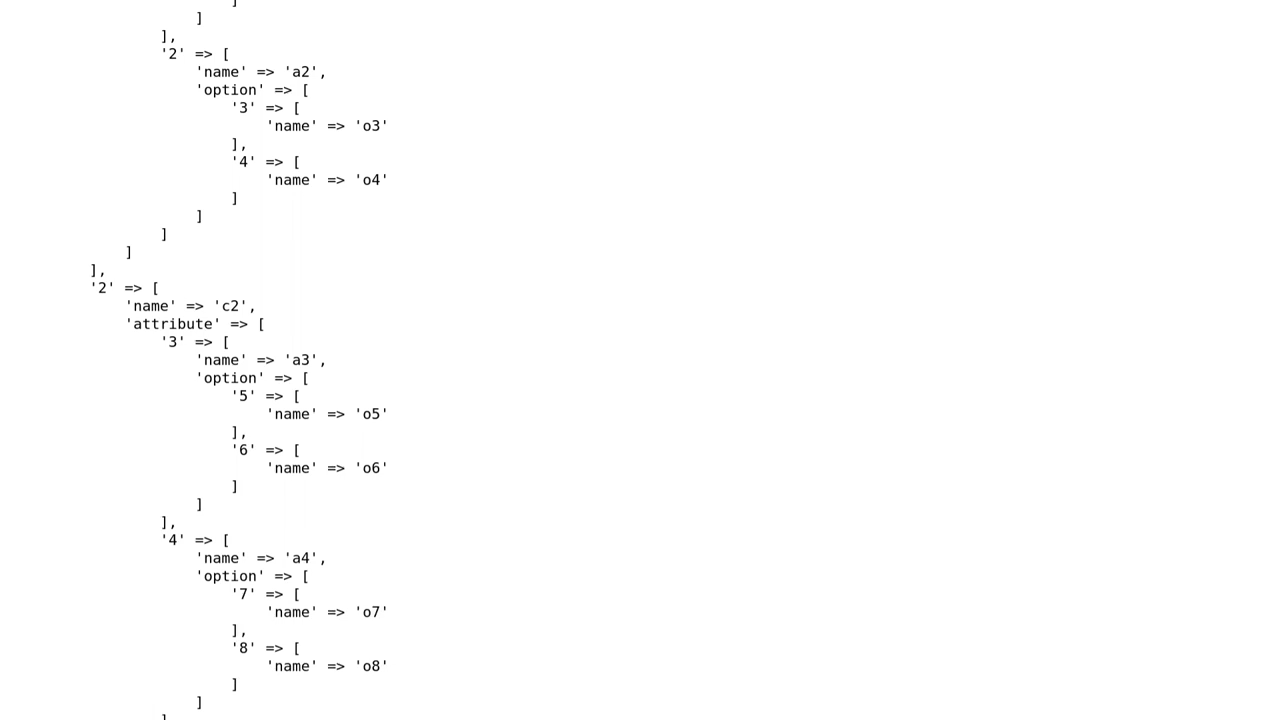 ]
]
],
'2' => [
'name' => 'a2',
'option' => [
'3' => [
'name' => 'o3'
],
'4' => [
'name' => 'o4'
]
]
]
]
],
'2' => [
'name' => 'c2',
'attribute' => [
'3' => [
'name' => 'a3',
'option' => [
'5' => [
'name' => 'o5'
],
'6' => [
'name' => 'o6'
]
]
],
'4' => [
'name' => 'a4',
'option' => [
'7' => [
'name' => 'o7'
],
'8' => [
'name' => 'o8'
]
]
]